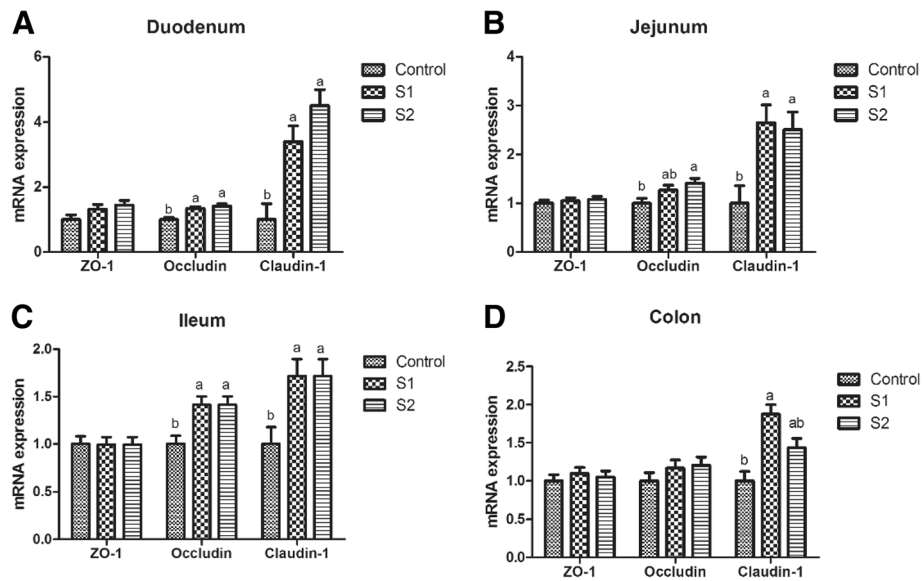 A
Duodenum
mRNA expression
6
4
2
0
b
a
a
b
a
a
ZO-1
Occludin
Claudin-1
Control
S1
S2
B
Jejunum
mRNA expression
4
3
2
1
0
b
ab
a
b
a
a
ZO-1
Occludin
Claudin-1
Control
S1
S2
C
Ileum
mRNA expression
2.0
1.5
1.0
0.5
0.0
b
a
a
b
a
a
ZO-1
Occludin
Claudin-1
Control
S1
S2
D
Colon
mRNA expression
2.5
2.0
1.5
1.0
0.5
0.0
b
a
ab
ZO-1
Occludin
Claudin-1
Control
S1
S2